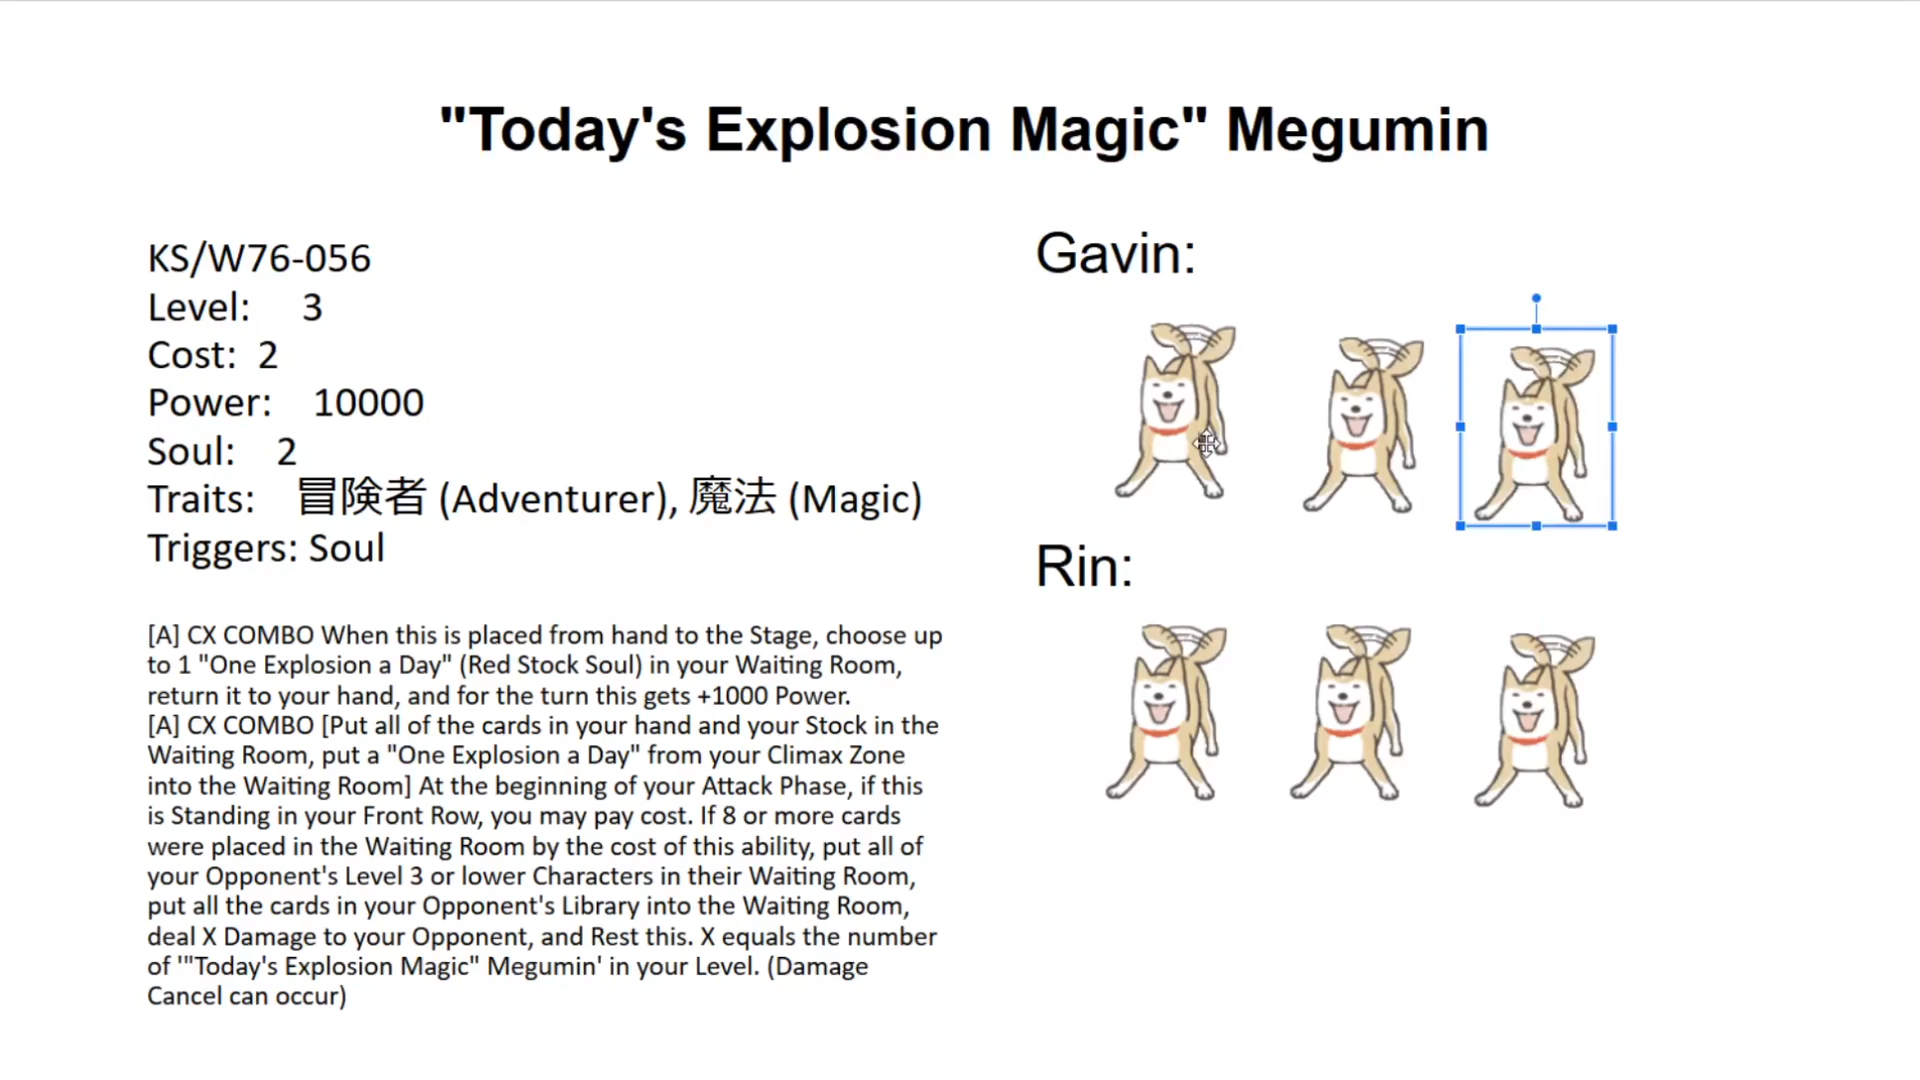 "Today's Explosion Magic" Megumin
KS/W76-056
Level: 3
Cost: 2
Power: 10000
Soul: 2
Traits: 冒険者 (Adventurer), 魔法 (Magic)
Triggers: Soul
[A] CX COMBO When this is placed from hand to the Stage, choose up
to 1 "One Explosion a Day" (Red Stock Soul) in your Waiting Room,
return it to your hand, and for the turn this gets +1000 Power.
[A] CX COMBO [Put all of the cards in your hand and your Stock in the
Waiting Room, put a "One Explosion a Day" from your Climax Zone
into the Waiting Room] At the beginning of your Attack Phase, if this
is Standing in your Front Row, you may pay cost. If 8 or more cards
were placed in the Waiting Room by the cost of this ability, put all of
your Opponent's Level 3 or lower Characters in their Waiting Room,
put all the cards in your Opponent's Library into the Waiting Room,
deal X Damage to your Opponent, and Rest this. X equals the number
of '"Today's Explosion Magic" Megumin' in your Level. (Damage
Cancel can occur)
Gavin:
Rin: